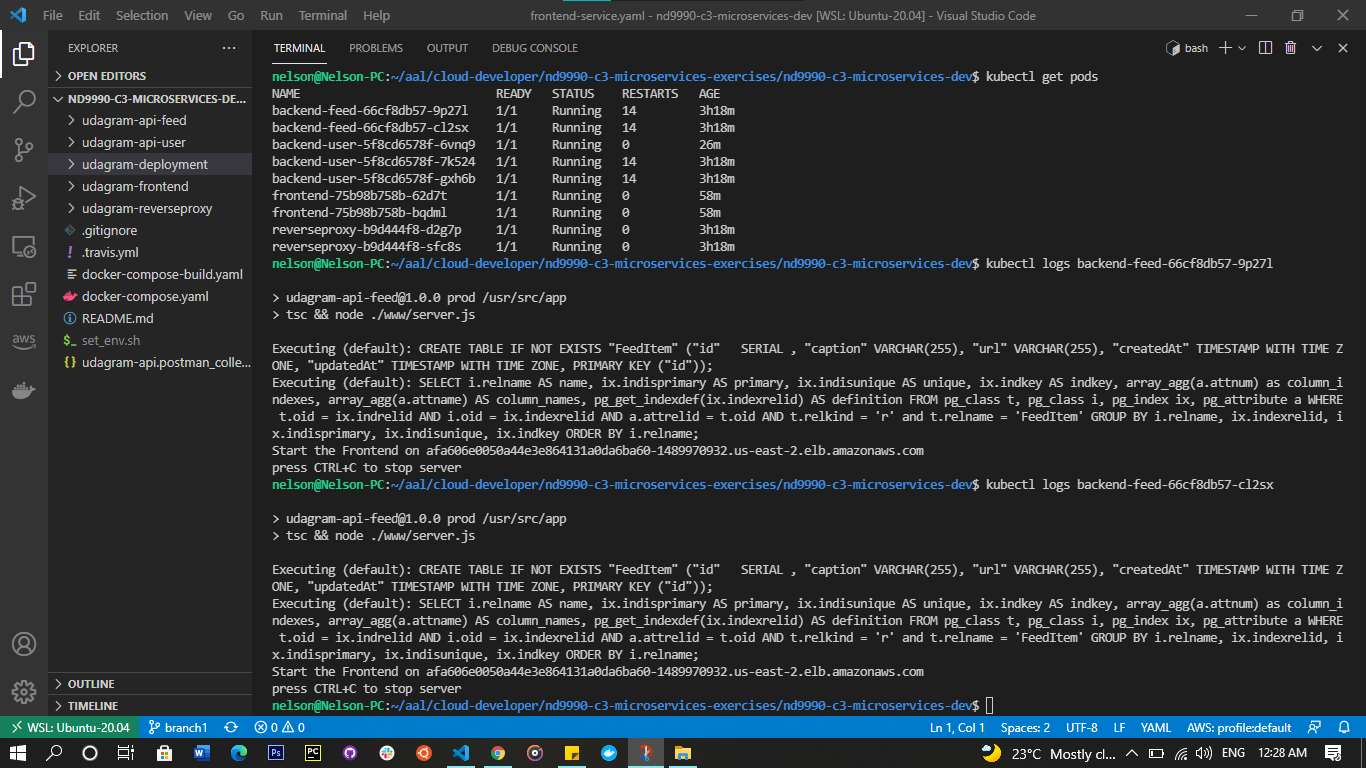 File Edit Selection View Go Run Terminal Help frontend-service.yaml - nd9990-c3-microservices-dev [WSL: Ubuntu-20.04] - Visual Studio Code
EXPLORER ...
OPEN EDITORS
ND9990-C3-MICROSERVICES-DE...
udagram-api-feed
udagram-api-user
udagram-deployment
udagram-frontend
udagram-reverseproxy
.gitignore
! .travis.yml
docker-compose-build.yaml
docker-compose.yaml
README.md
$_ set_env.sh
{} udagram-api.postman_colle...
OUTLINE
TIMELINE
aws
TERMINAL PROBLEMS OUTPUT DEBUG CONSOLE bash
nelson@Nelson-PC:~/aal/cloud-developer/nd9990-c3-microservices-exercises/nd9990-c3-microservices-dev$ kubectl get pods
NAME READY STATUS RESTARTS AGE
backend-feed-66cf8db57-9p27l 1/1 Running 14 3h18m
backend-feed-66cf8db57-cl2sx 1/1 Running 14 3h18m
backend-user-5f8cd6578f-6vnq9 1/1 Running 0 26m
backend-user-5f8cd6578f-7k524 1/1 Running 14 3h18m
backend-user-5f8cd6578f-gxh6b 1/1 Running 14 3h18m
frontend-75b98b758b-62d7t 1/1 Running 0 58m
frontend-75b98b758b-bqdml 1/1 Running 0 58m
reverseproxy-b9d444f8-d2g7p 1/1 Running 0 3h18m
reverseproxy-b9d444f8-sfc8s 1/1 Running 0 3h18m
nelson@Nelson-PC:~/aal/cloud-developer/nd9990-c3-microservices-exercises/nd9990-c3-microservices-dev$ kubectl logs backend-feed-66cf8db57-9p27l
> udagram-api-feed@1.0.0 prod /usr/src/app
> tsc && node ./www/server.js
Executing (default): CREATE TABLE IF NOT EXISTS "FeedItem" ("id"   SERIAL , "caption" VARCHAR(255), "url" VARCHAR(255), "createdAt" TIMESTAMP WITH TIME Z
ONE, "updatedAt" TIMESTAMP WITH TIME ZONE, PRIMARY KEY ("id"));
Executing (default): SELECT i.relname AS name, ix.indisprimary AS primary, ix.indisunique AS unique, ix.indkey AS indkey, array_agg(a.attnum) as column_i
ndexes, array_agg(a.attname) AS column_names, pg_get_indexdef(ix.indexrelid) AS definition FROM pg_class t, pg_class i, pg_index ix, pg_attribute a WHERE
t.oid = ix.indrelid AND i.oid = ix.indexrelid AND a.attrelid = t.oid AND t.relkind = 'r' and t.relname = 'FeedItem' GROUP BY i.relname, ix.indexrelid, i
x.indisprimary, ix.indisunique, ix.indkey ORDER BY i.relname;
Start the Frontend on afa606e0050a44e3e864131a0da6ba60-1489970932.us-east-2.elb.amazonaws.com
press CTRL+C to stop server
nelson@Nelson-PC:~/aal/cloud-developer/nd9990-c3-microservices-exercises/nd9990-c3-microservices-dev$ kubectl logs backend-feed-66cf8db57-cl2sx
> udagram-api-feed@1.0.0 prod /usr/src/app
> tsc && node ./www/server.js
Executing (default): CREATE TABLE IF NOT EXISTS "FeedItem" ("id"   SERIAL , "caption" VARCHAR(255), "url" VARCHAR(255), "createdAt" TIMESTAMP WITH TIME Z
ONE, "updatedAt" TIMESTAMP WITH TIME ZONE, PRIMARY KEY ("id"));
Executing (default): SELECT i.relname AS name, ix.indisprimary AS primary, ix.indisunique AS unique, ix.indkey AS indkey, array_agg(a.attnum) as column_i
ndexes, array_agg(a.attname) AS column_names, pg_get_indexdef(ix.indexrelid) AS definition FROM pg_class t, pg_class i, pg_index ix, pg_attribute a WHERE
t.oid = ix.indrelid AND i.oid = ix.indexrelid AND a.attrelid = t.oid AND t.relkind = 'r' and t.relname = 'FeedItem' GROUP BY i.relname, ix.indexrelid, i
x.indisprimary, ix.indisunique, ix.indkey ORDER BY i.relname;
Start the Frontend on afa606e0050a44e3e864131a0da6ba60-1489970932.us-east-2.elb.amazonaws.com
press CTRL+C to stop server
nelson@Nelson-PC:~/aal/cloud-developer/nd9990-c3-microservices-exercises/nd9990-c3-microservices-dev$
WSL: Ubuntu-20.04 branch1 0 0 Ln 1, Col 1 Spaces: 2 UTF-8 LF YAML AWS: profile:default
W Ps PC 23°C Mostly cl... ENG 12:28 AM